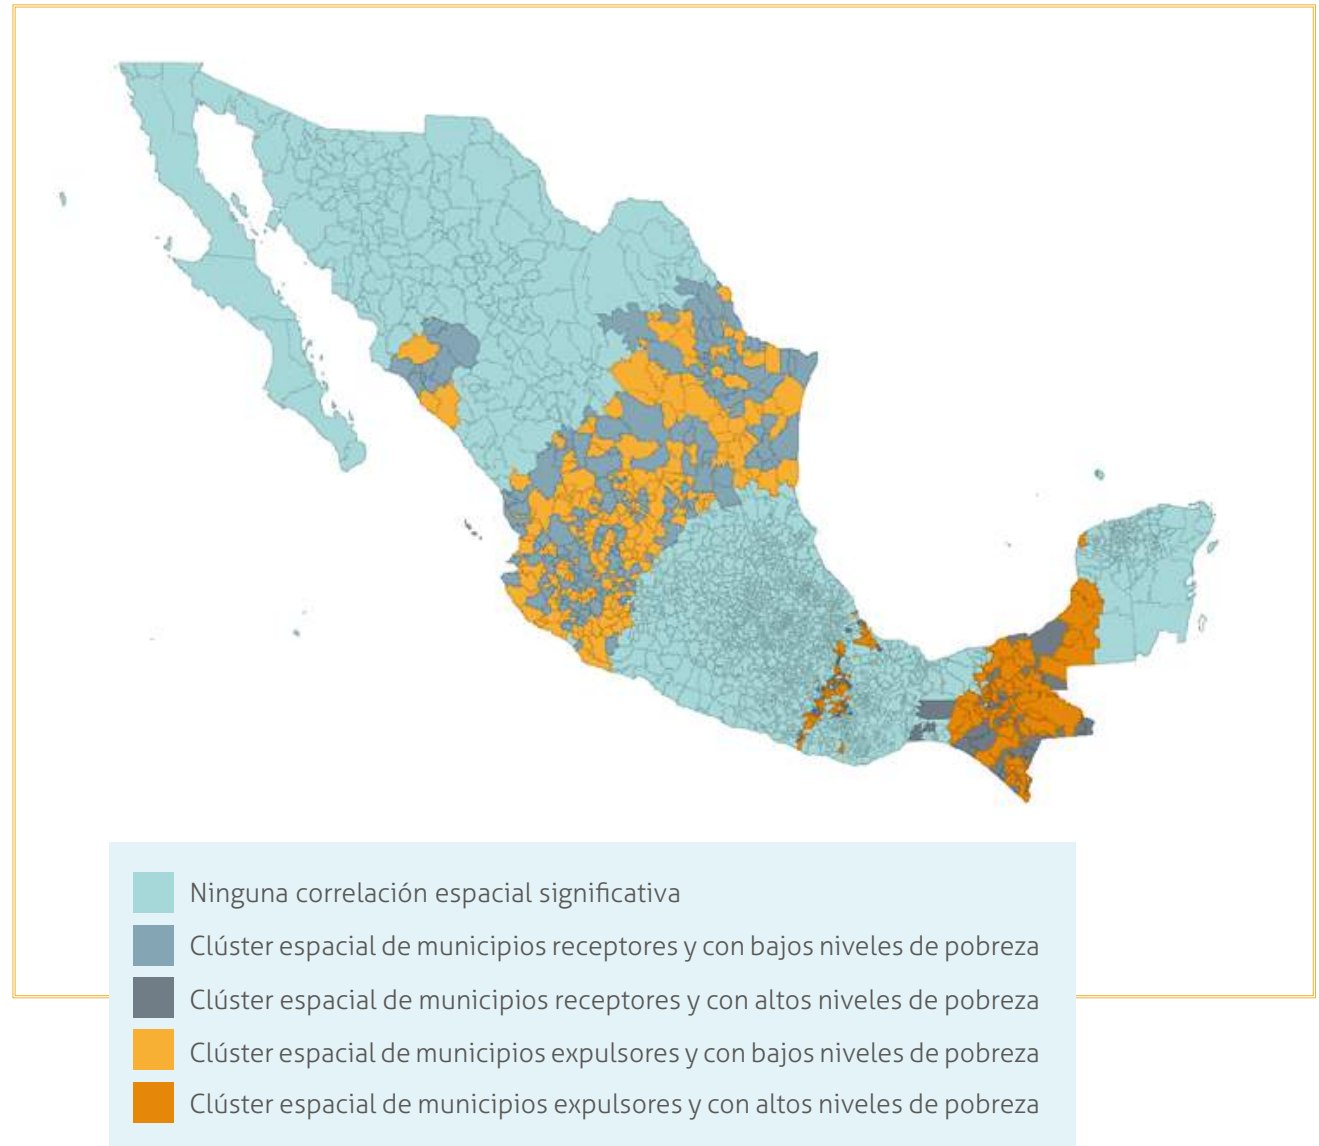 Ninguna correlación espacial significativa
Clúster espacial de municipios receptores y con bajos niveles de pobreza
Clúster espacial de municipios receptores y con altos niveles de pobreza
Clúster espacial de municipios expulsores y con bajos niveles de pobreza
Clúster espacial de municipios expulsores y con altos niveles de pobreza